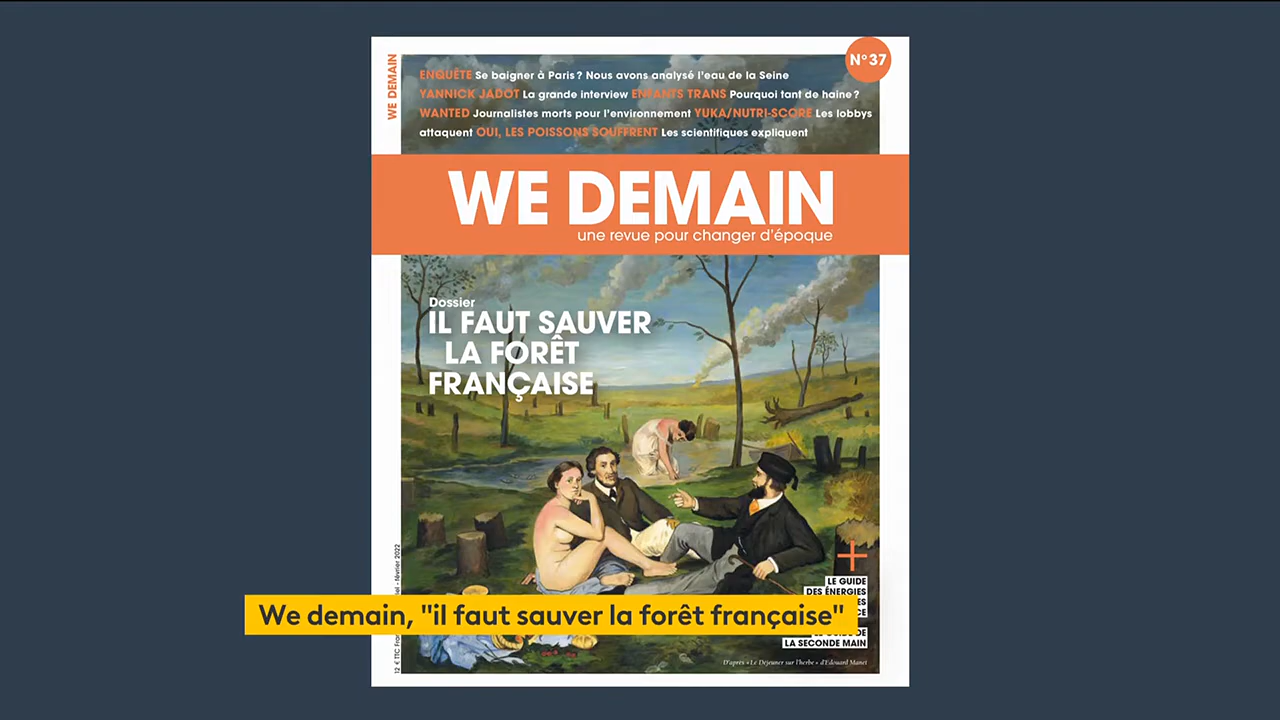 WE DEMAIN
N°37
ENQUÊTE Se baigner à Paris ? Nous avons analysé l'eau de la Seine
YANNICK JADOT La grande interview ENFANTS TRANS Pourquoi tant de haine ?
WANTED Journalistes morts pour l'environnement YUKA/NUTRI-SCORE Les lobbys
attaquent OUI, LES POISSONS SOUFFRENT Les scientifiques expliquent
WE DEMAIN
une revue pour changer d'époque
Dossier
IL FAUT SAUVER
LA FORÊT
FRANÇAISE
+
LE GUIDE
DES ÉNERGIES
LA SECONDE MAIN
We demain, "il faut sauver la forêt française"
12 € TTC
février 2022
D'après « Le Déjeuner sur l'herbe » d'Edouard Manet